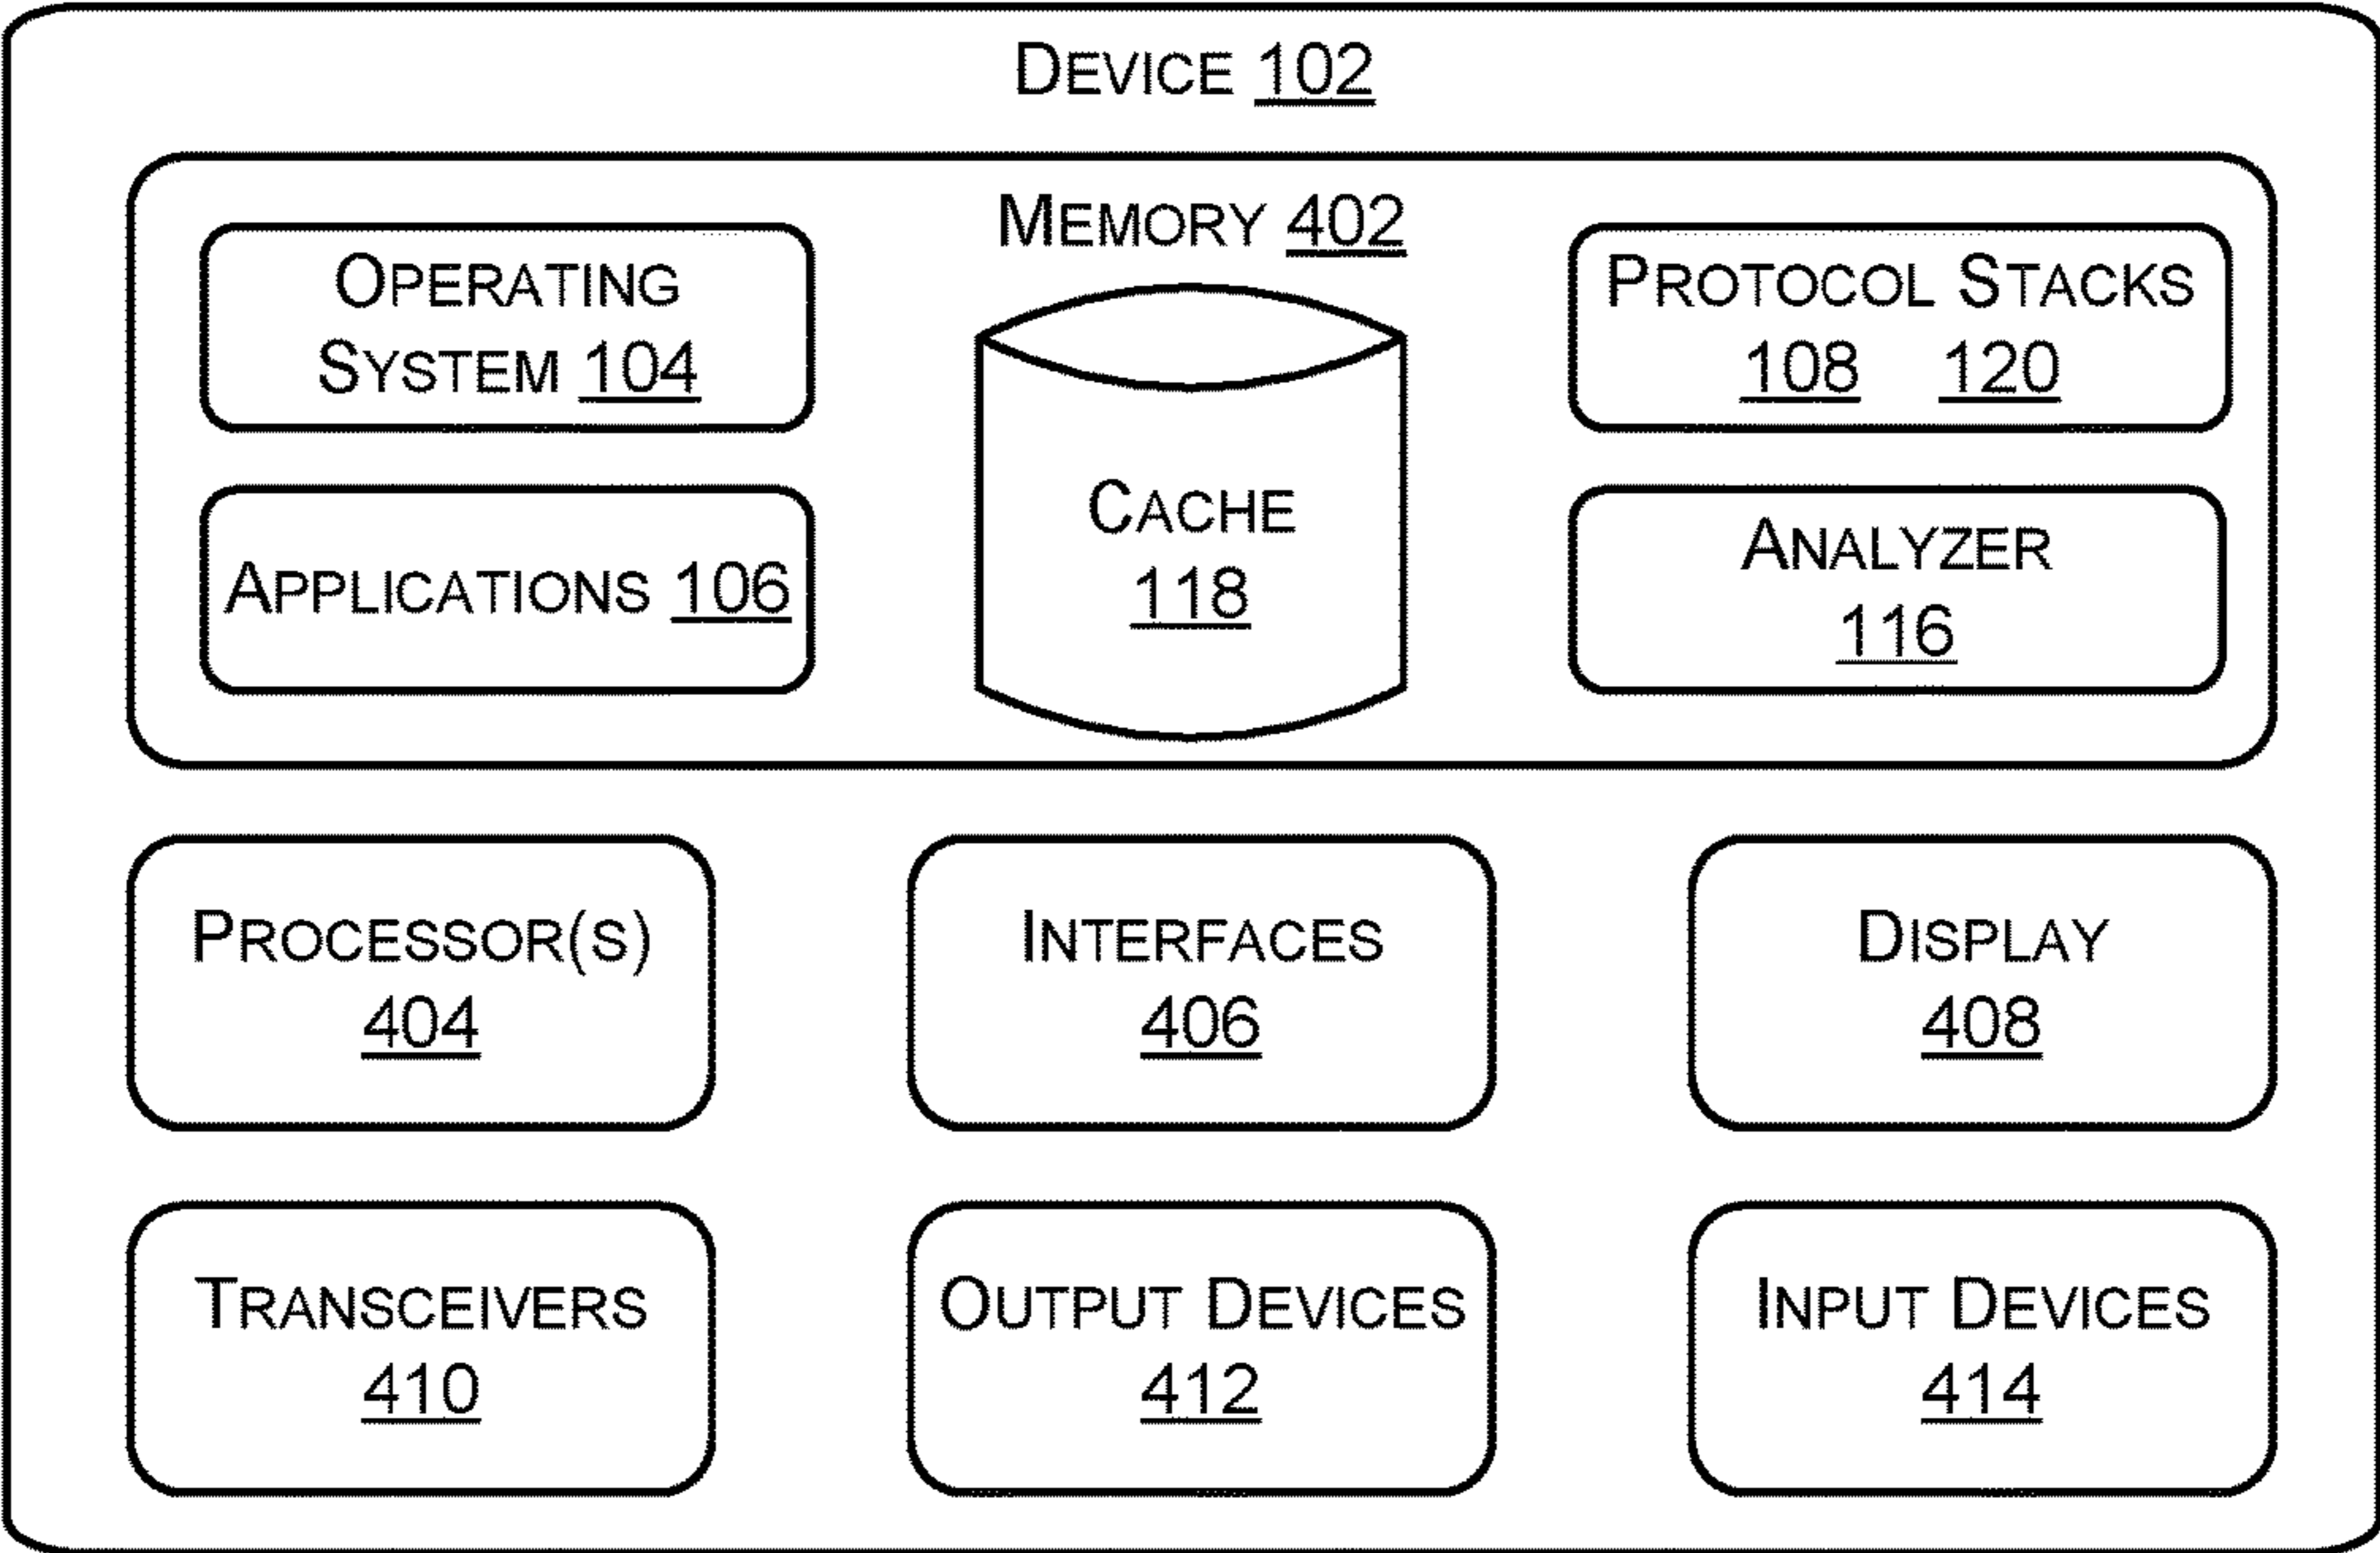 DEVICE 102
MEMORY 402
OPERATING
SYSTEM 104
APPLICATIONS 106
CACHE
118
PROTOCOL STACKS
108 120
ANALYZER
116
PROCESSOR(S)
404
INTERFACES
406
DISPLAY
408
TRANSCEIVERS
410
OUTPUT DEVICES
412
INPUT DEVICES
414